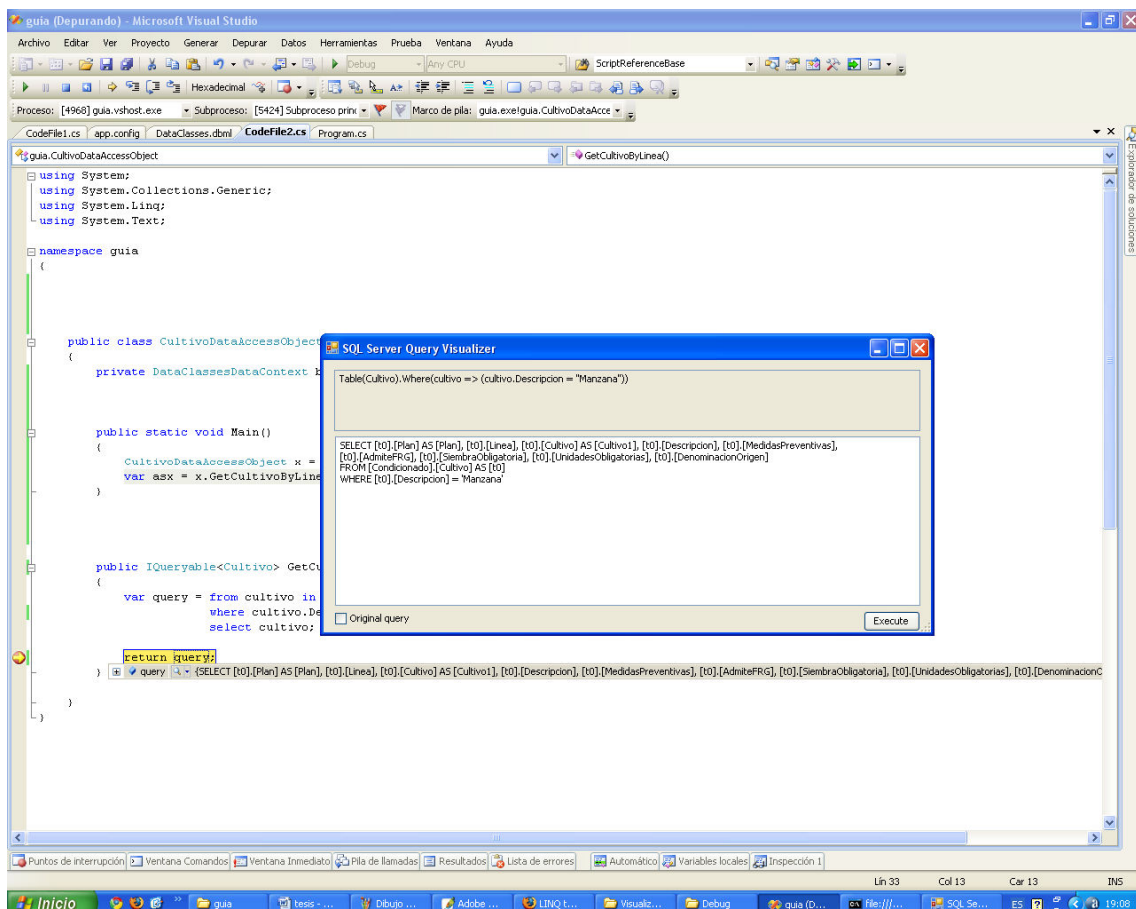 guia (Depurando) - Microsoft Visual Studio
Archivo Editar Ver Proyecto Generar Depurar Datos Herramientas Prueba Ventana Ayuda
Debug Any CPU ScriptReferenceBase
Hexadecimal
Proceso: [4968] guia.vshost.exe Subproceso: [5424] Subproceso princ Marco de pila: guia.exe!guia.CultivoDataAcce
CodeFile1.cs app.config DataClasses.dbml CodeFile2.cs Program.cs
Explorador de soluciones
guia.CultivoDataAccessObject GetCultivoByLinea()
using System;
using System.Collections.Generic;
using System.Linq;
using System.Text;
namespace guia
{
public class CultivoDataAccessObject
{
private DataClassesDataContext
public static void Main()
{
CultivoDataAccessObject x =
var asx = x.GetCultivoByLine
}
public IQueryable<Cultivo> GetCu
{
var query = from cultivo in
where cultivo.De
select cultivo;
return query;
}
query {SELECT [t0].[Plan] AS [Plan], [t0].[Linea], [t0].[Cultivo] AS [Cultivo1], [t0].[Descripcion], [t0].[MedidasPreventivas], [t0].[AdmiteFRG], [t0].[SiembraObligatoria], [t0].[UnidadesObligatorias], [t0].[DenominacionO
}
}
SQL Server Query Visualizer
Table(Cultivo).Where(cultivo => (cultivo.Descripcion = "Manzana"))
SELECT [t0].[Plan] AS [Plan], [t0].[Linea], [t0].[Cultivo] AS [Cultivo1], [t0].[Descripcion], [t0].[MedidasPreventivas],
[t0].[AdmiteFRG], [t0].[SiembraObligatoria], [t0].[UnidadesObligatorias], [t0].[DenominacionOrigen]
FROM [Condicionado].[Cultivo] AS [t0]
WHERE [t0].[Descripcion] = 'Manzana'
Original query Execute
Puntos de interrupción Ventana Comandos Ventana Inmediato Pila de llamadas Resultados Lista de errores Automático Variables locales Inspección 1
Lín 33 Col 13 Car 13 INS
Inicio guia tesis - ... Dibujo ... Adobe ... LINQ t... Visualiz... Debug guia (D... file:///... SQL Se... ES 19:08